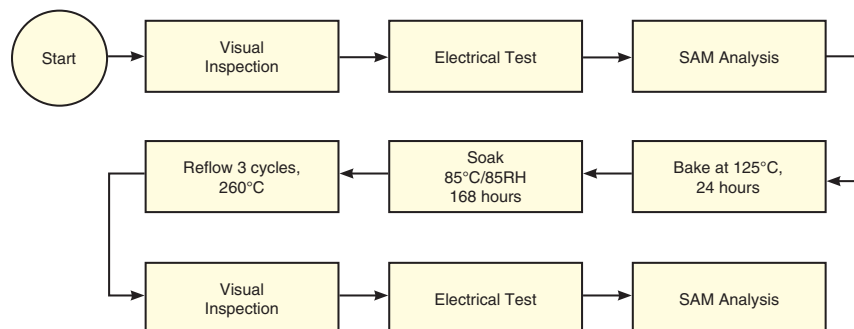 Start
Visual
Inspection
Electrical Test
SAM Analysis
Bake at 125°C,
24 hours
Soak
85°C/85RH
168 hours
Reflow 3 cycles,
260°C
Visual
Inspection
Electrical Test
SAM Analysis